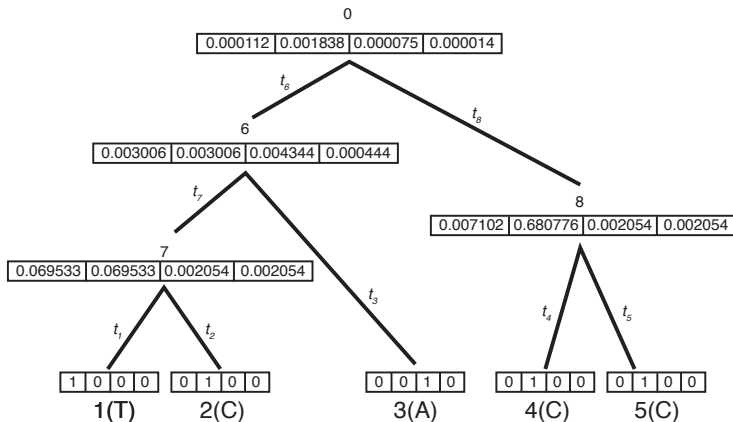 0
0.000112 0.001838 0.000075 0.000014
t6
t8
6
0.003006 0.003006 0.004344 0.000444
t7
8
0.007102 0.680776 0.002054 0.002054
7
0.069533 0.069533 0.002054 0.002054
t3
t1 t2 t4 t5
1 0 0 0 0 1 0 0 0 0 1 0 0 1 0 0 0 1 0 0
1(T) 2(C) 3(A) 4(C) 5(C)